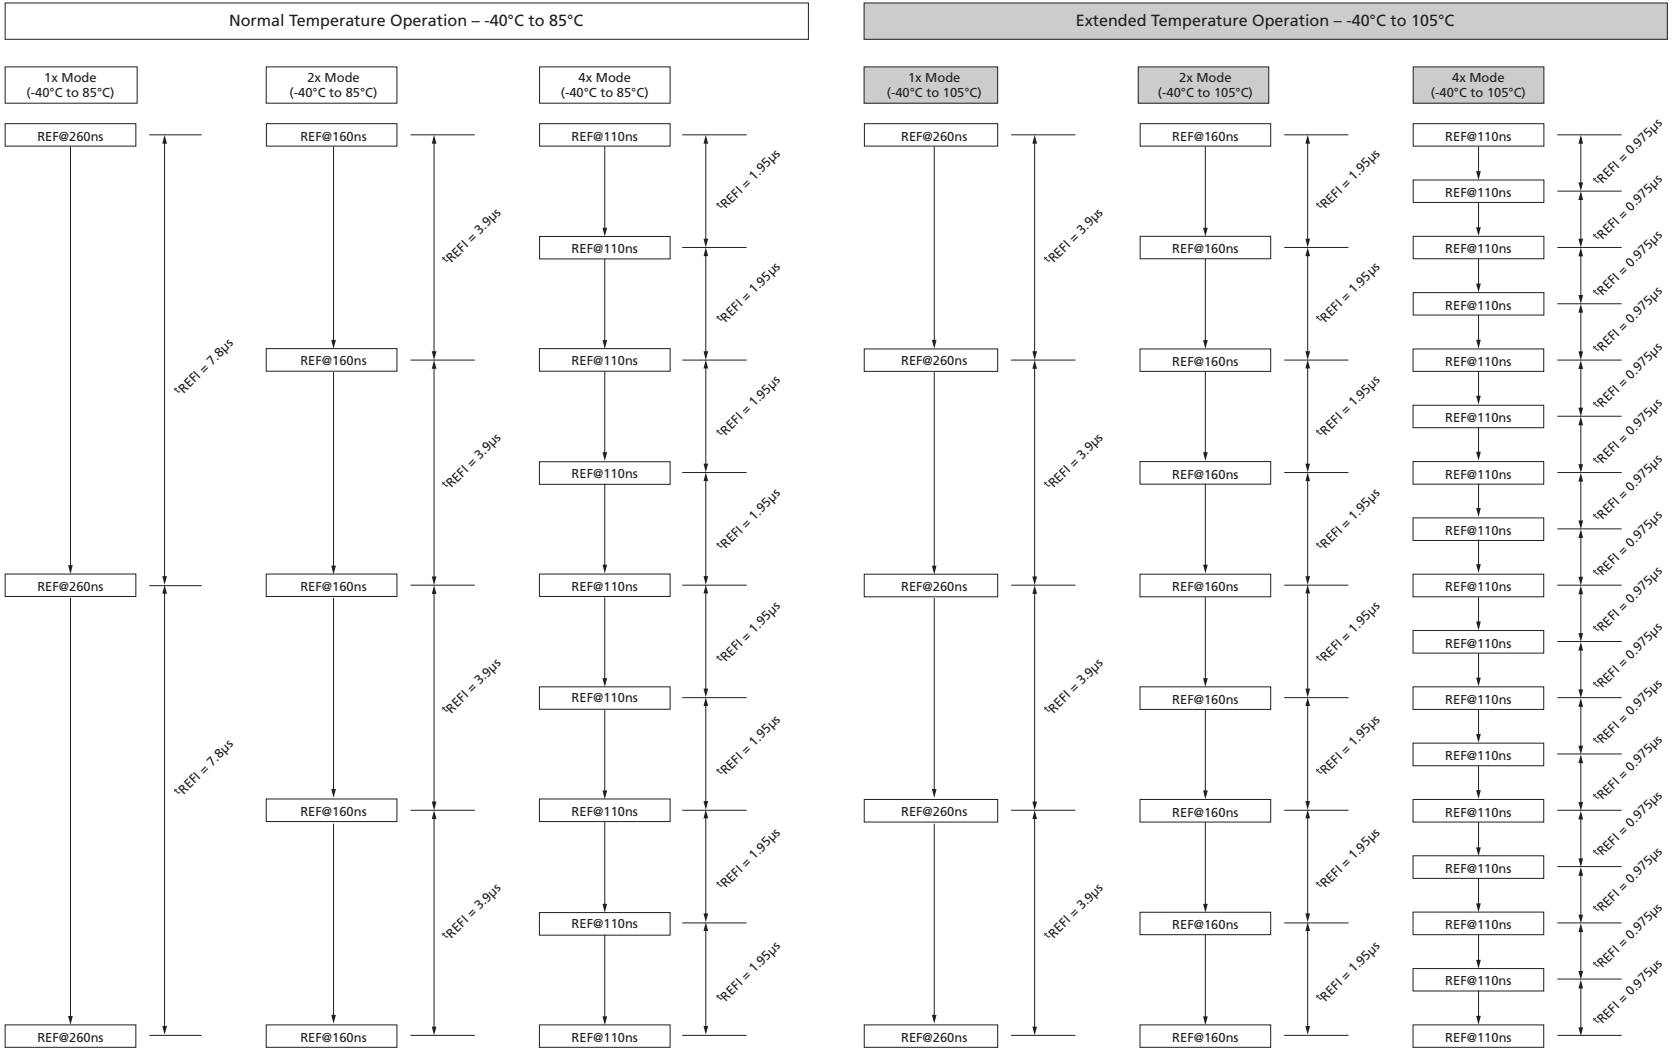 Normal Temperature Operation – -40°C to 85°C
1x Mode
(-40°C to 85°C)
REF@260ns
tREFI = 7.8µs
REF@260ns
tREFI = 7.8µs
REF@260ns
2x Mode
(-40°C to 85°C)
REF@160ns
tREFI = 3.9µs
REF@160ns
tREFI = 3.9µs
REF@160ns
tREFI = 3.9µs
REF@160ns
tREFI = 3.9µs
REF@160ns
4x Mode
(-40°C to 85°C)
REF@110ns
tREFI = 1.95µs
REF@110ns
tREFI = 1.95µs
REF@110ns
tREFI = 1.95µs
REF@110ns
tREFI = 1.95µs
REF@110ns
tREFI = 1.95µs
REF@110ns
tREFI = 1.95µs
REF@110ns
tREFI = 1.95µs
REF@110ns
tREFI = 1.95µs
REF@110ns
Extended Temperature Operation – -40°C to 105°C
1x Mode
(-40°C to 105°C)
REF@260ns
tREFI = 3.9µs
REF@260ns
tREFI = 3.9µs
REF@260ns
tREFI = 3.9µs
REF@260ns
tREFI = 3.9µs
REF@260ns
2x Mode
(-40°C to 105°C)
REF@160ns
tREFI = 1.95µs
REF@160ns
tREFI = 1.95µs
REF@160ns
tREFI = 1.95µs
REF@160ns
tREFI = 1.95µs
REF@160ns
tREFI = 1.95µs
REF@160ns
tREFI = 1.95µs
REF@160ns
tREFI = 1.95µs
REF@160ns
tREFI = 1.95µs
REF@160ns
4x Mode
(-40°C to 105°C)
REF@110ns
tREFI = 0.975µs
REF@110ns
tREFI = 0.975µs
REF@110ns
tREFI = 0.975µs
REF@110ns
tREFI = 0.975µs
REF@110ns
tREFI = 0.975µs
REF@110ns
tREFI = 0.975µs
REF@110ns
tREFI = 0.975µs
REF@110ns
tREFI = 0.975µs
REF@110ns
tREFI = 0.975µs
REF@110ns
tREFI = 0.975µs
REF@110ns
tREFI = 0.975µs
REF@110ns
tREFI = 0.975µs
REF@110ns
tREFI = 0.975µs
REF@110ns
tREFI = 0.975µs
REF@110ns
tREFI = 0.975µs
REF@110ns
tREFI = 0.975µs
REF@110ns